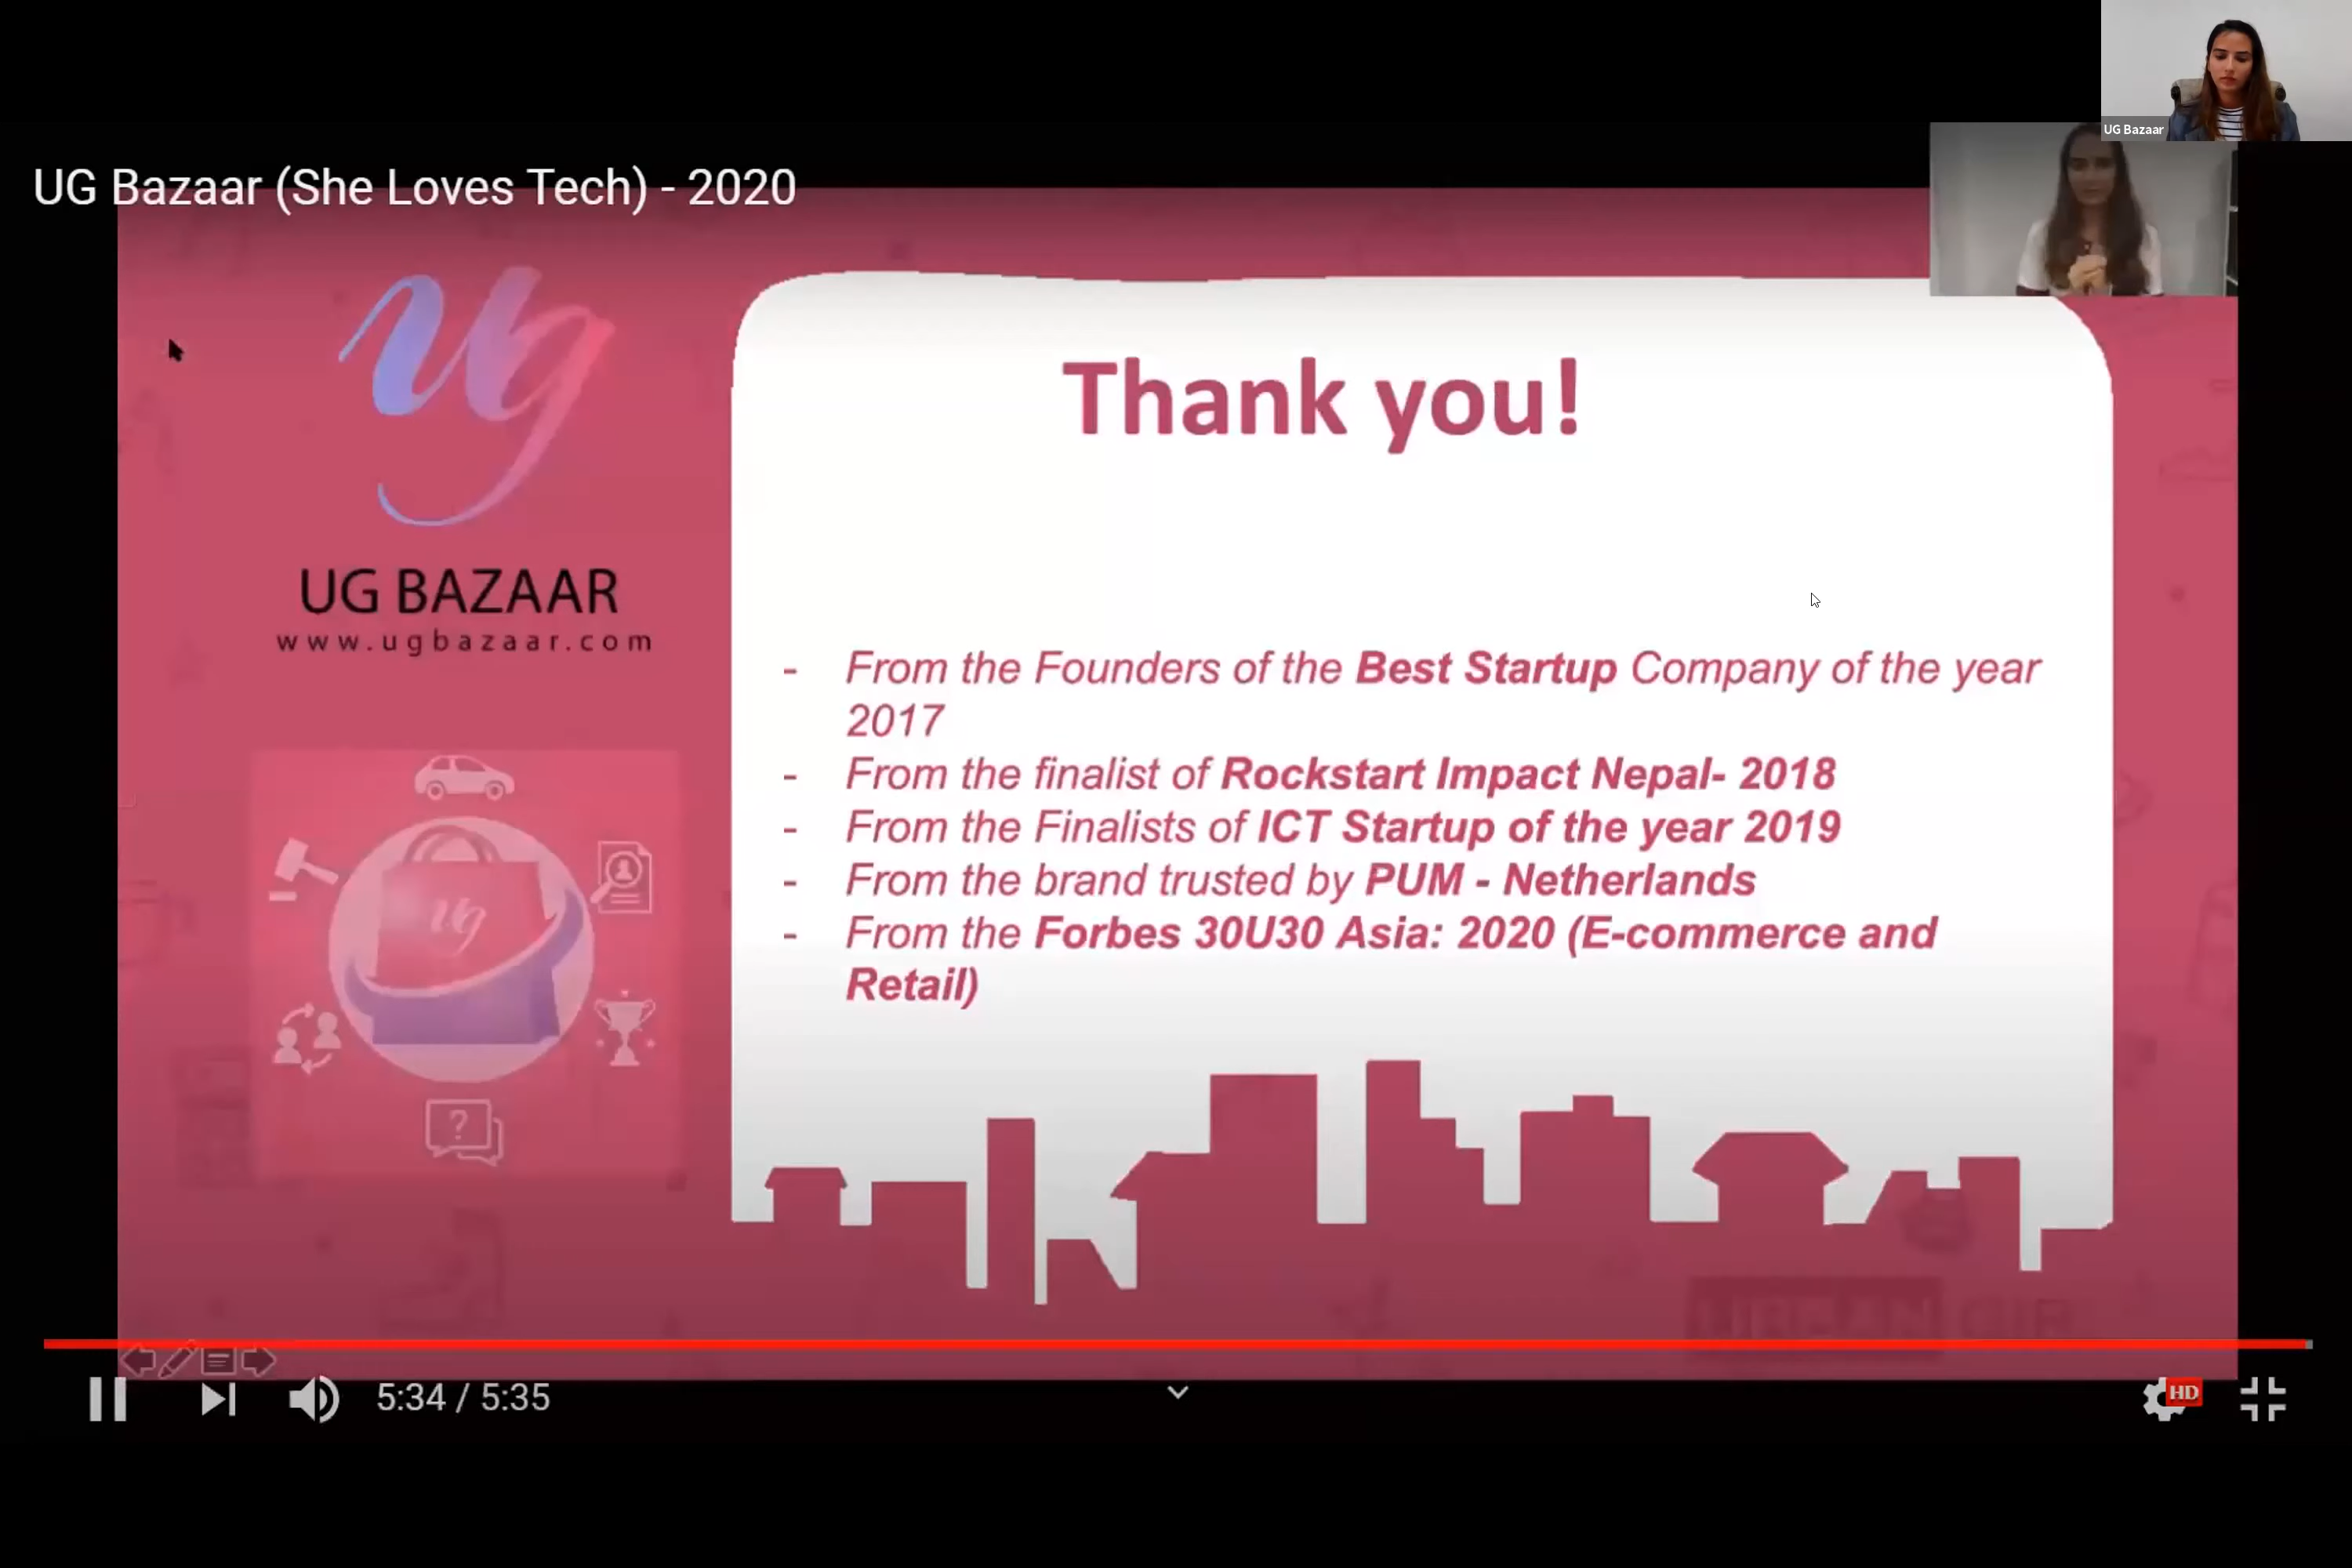 UG Bazaar
UG Bazaar (She Loves Tech) - 2020
ug
UG BAZAAR
www.ugbazaar.com
ug
?
Thank you!
- From the Founders of the Best Startup Company of the year
2017
- From the finalist of Rockstart Impact Nepal- 2018
- From the Finalists of ICT Startup of the year 2019
- From the brand trusted by PUM - Netherlands
- From the Forbes 30U30 Asia: 2020 (E-commerce and
Retail)
5:34 / 5:35
HD